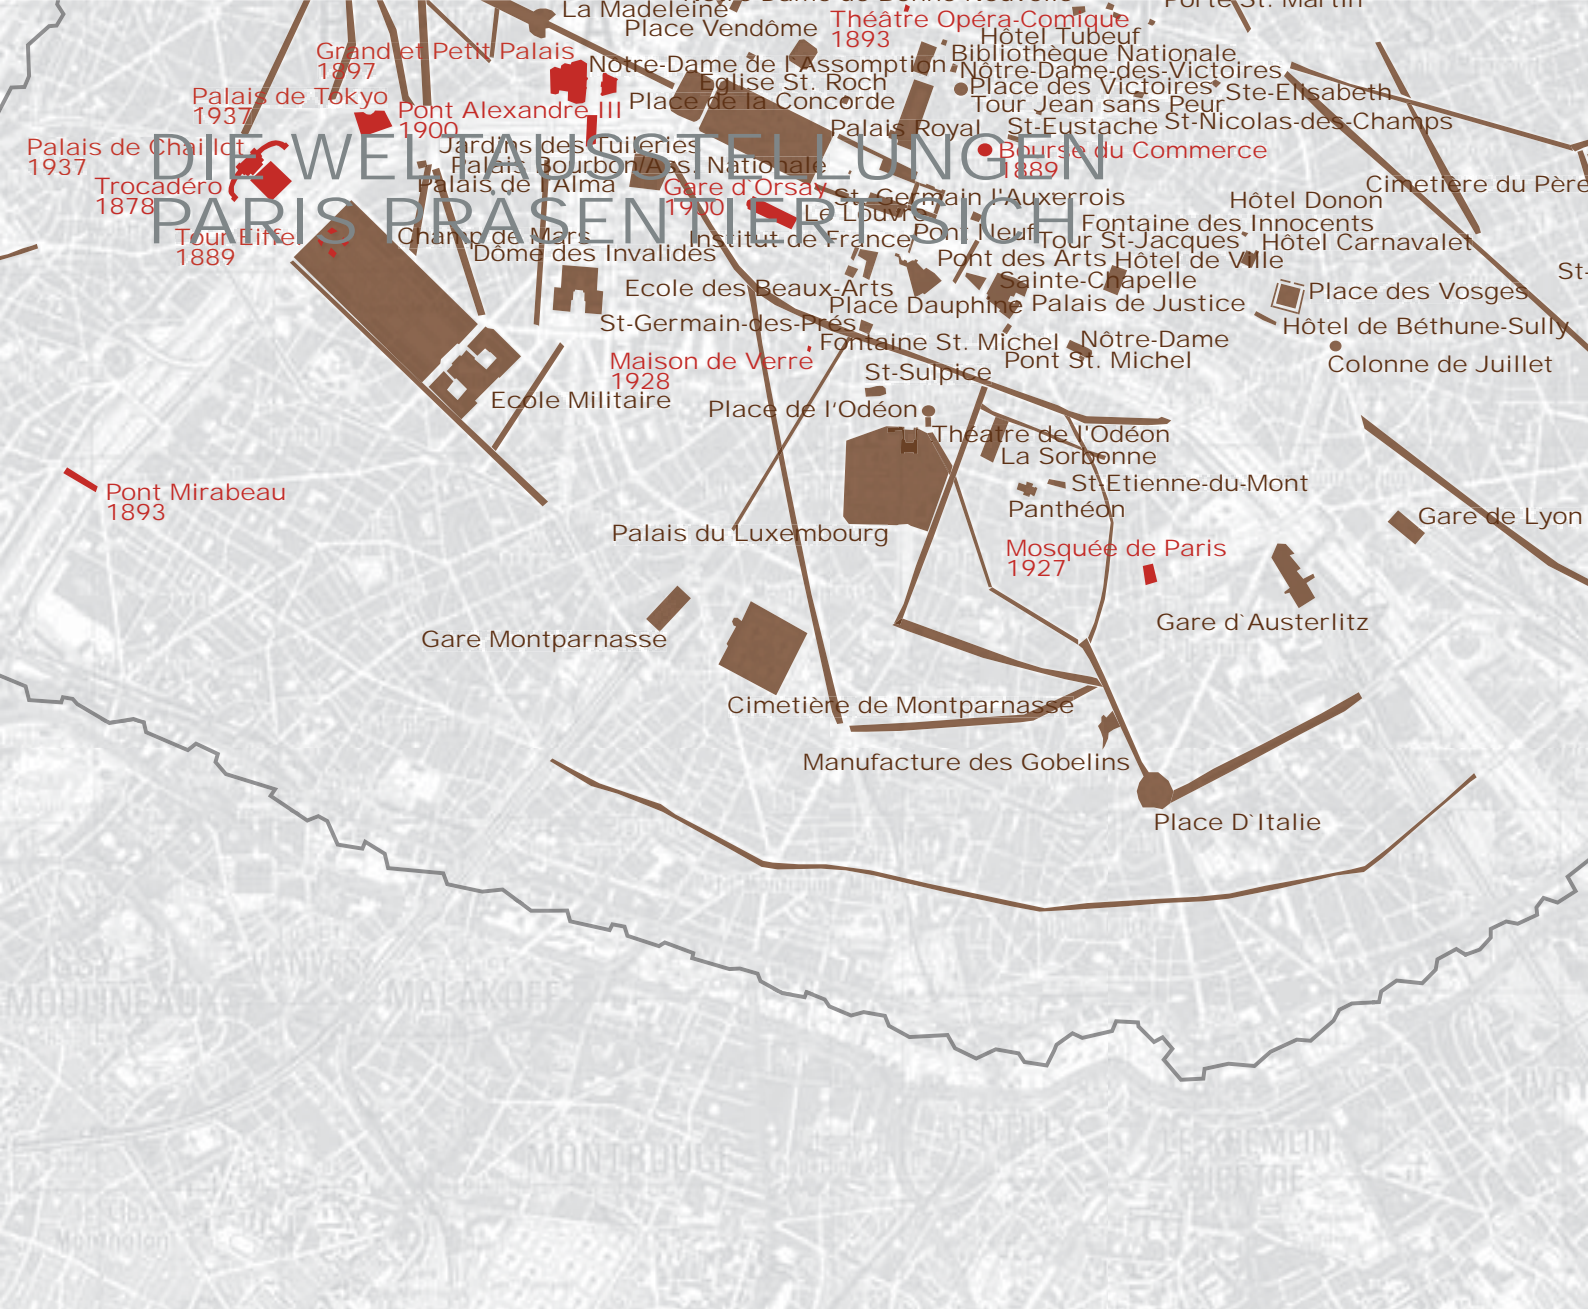 La Madeleine
Place Vendôme
Théâtre Opéra-Comique
1893
Hôtel Tubeuf
Porte St. Martin
Grand et Petit Palais
1897
Notre-Dame de l'Assomption
Bibliothèque Nationale
Nôtre-Dame-des-Victoires
Eglise St. Roch
Place des Victoires
Ste-Elisabeth
Palais de Tokyo
1937
Pont Alexandre III
1900
Place de la Concorde
Tour Jean sans Peur
Palais Royal
St-Eustache
St-Nicolas-des-Champs
DIE WELTAUSSTELLUNGEN
PARIS PRÄSENTIERT SICH
Palais de Chaillot
1937
Jardins des Tuileries
Bourse du Commerce
1889
Palais Bourbon/Ass. Nationale
Trocadéro
1878
Palais de l'Alma
Gare d'Orsay
1900
St-Germain l'Auxerrois
Cimetière du Père
Le Louvre
Hôtel Donon
Fontaine des Innocents
Tour Eiffel
1889
Champ de Mars
Institut de France
Pont Neuf
Tour St-Jacques
Hôtel Carnavalet
Dôme des Invalides
Pont des Arts
Hôtel de Ville
St-
Ecole des Beaux-Arts
Sainte-Chapelle
Place des Vosges
Place Dauphine
Palais de Justice
St-Germain-des-Prés
Hôtel de Béthune-Sully
Fontaine St. Michel
Nôtre-Dame
Maison de Verre
1928
Pont St. Michel
Colonne de Juillet
St-Sulpice
Ecole Militaire
Place de l'Odéon
Théatre de l'Odéon
La Sorbonne
Pont Mirabeau
1893
St-Etienne-du-Mont
Panthéon
Gare de Lyon
Palais du Luxembourg
Mosquée de Paris
1927
Gare d`Austerlitz
Gare Montparnasse
Cimetière de Montparnasse
Manufacture des Gobelins
Place D`Italie
MALAKOFF
MONTROUGE